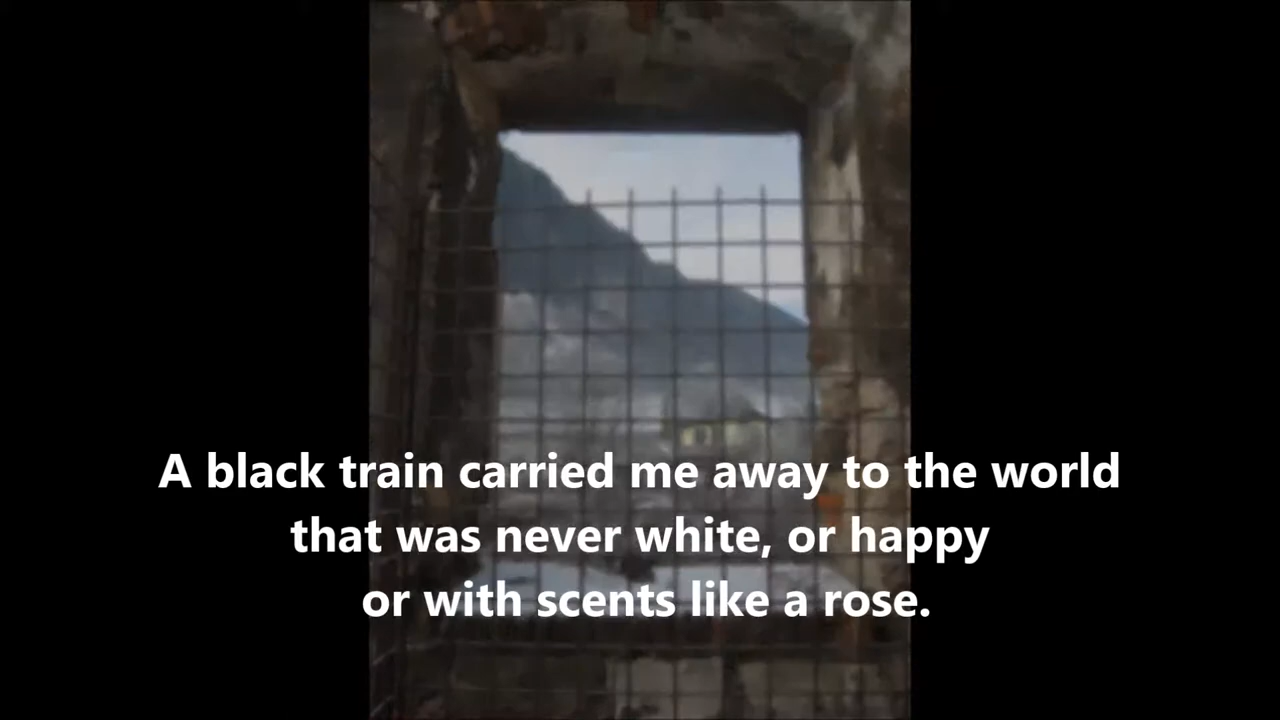 A black train carried me away to the world
that was never white, or happy
or with scents like a rose.